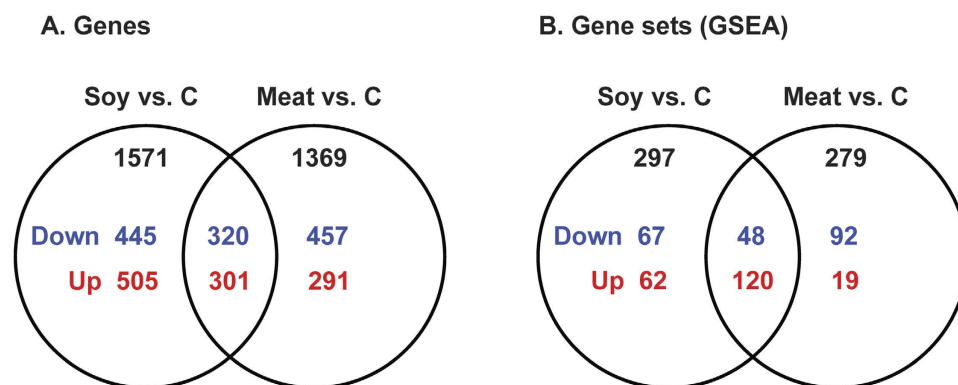 A. Genes
B. Gene sets (GSEA)
Soy vs. C
Meat vs. C
Soy vs. C
Meat vs. C
1571
1369
297
279
Down 445
320
457
Down 67
48
92
Up 505
301
291
Up 62
120
19